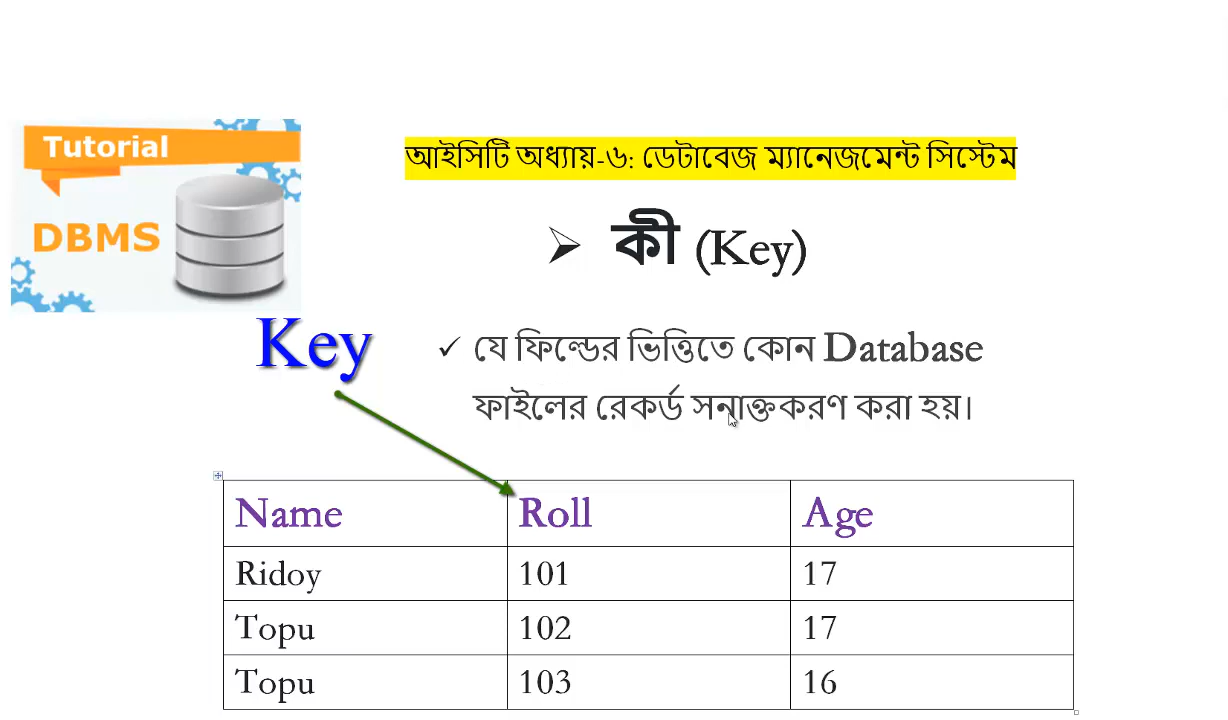 Tutorial
DBMS
আইসিটি অধ্যায়-৬: ডেটাবেজ ম্যানেজমেন্ট সিস্টেম
➢ কী (Key)
Key
✓ যে ফিল্ডের ভিত্তিতে কোন Database
ফাইলের রেকর্ড সনাক্তকরণ করা হয়।
Name Roll Age
Ridoy 101 17
Topu 102 17
Topu 103 16